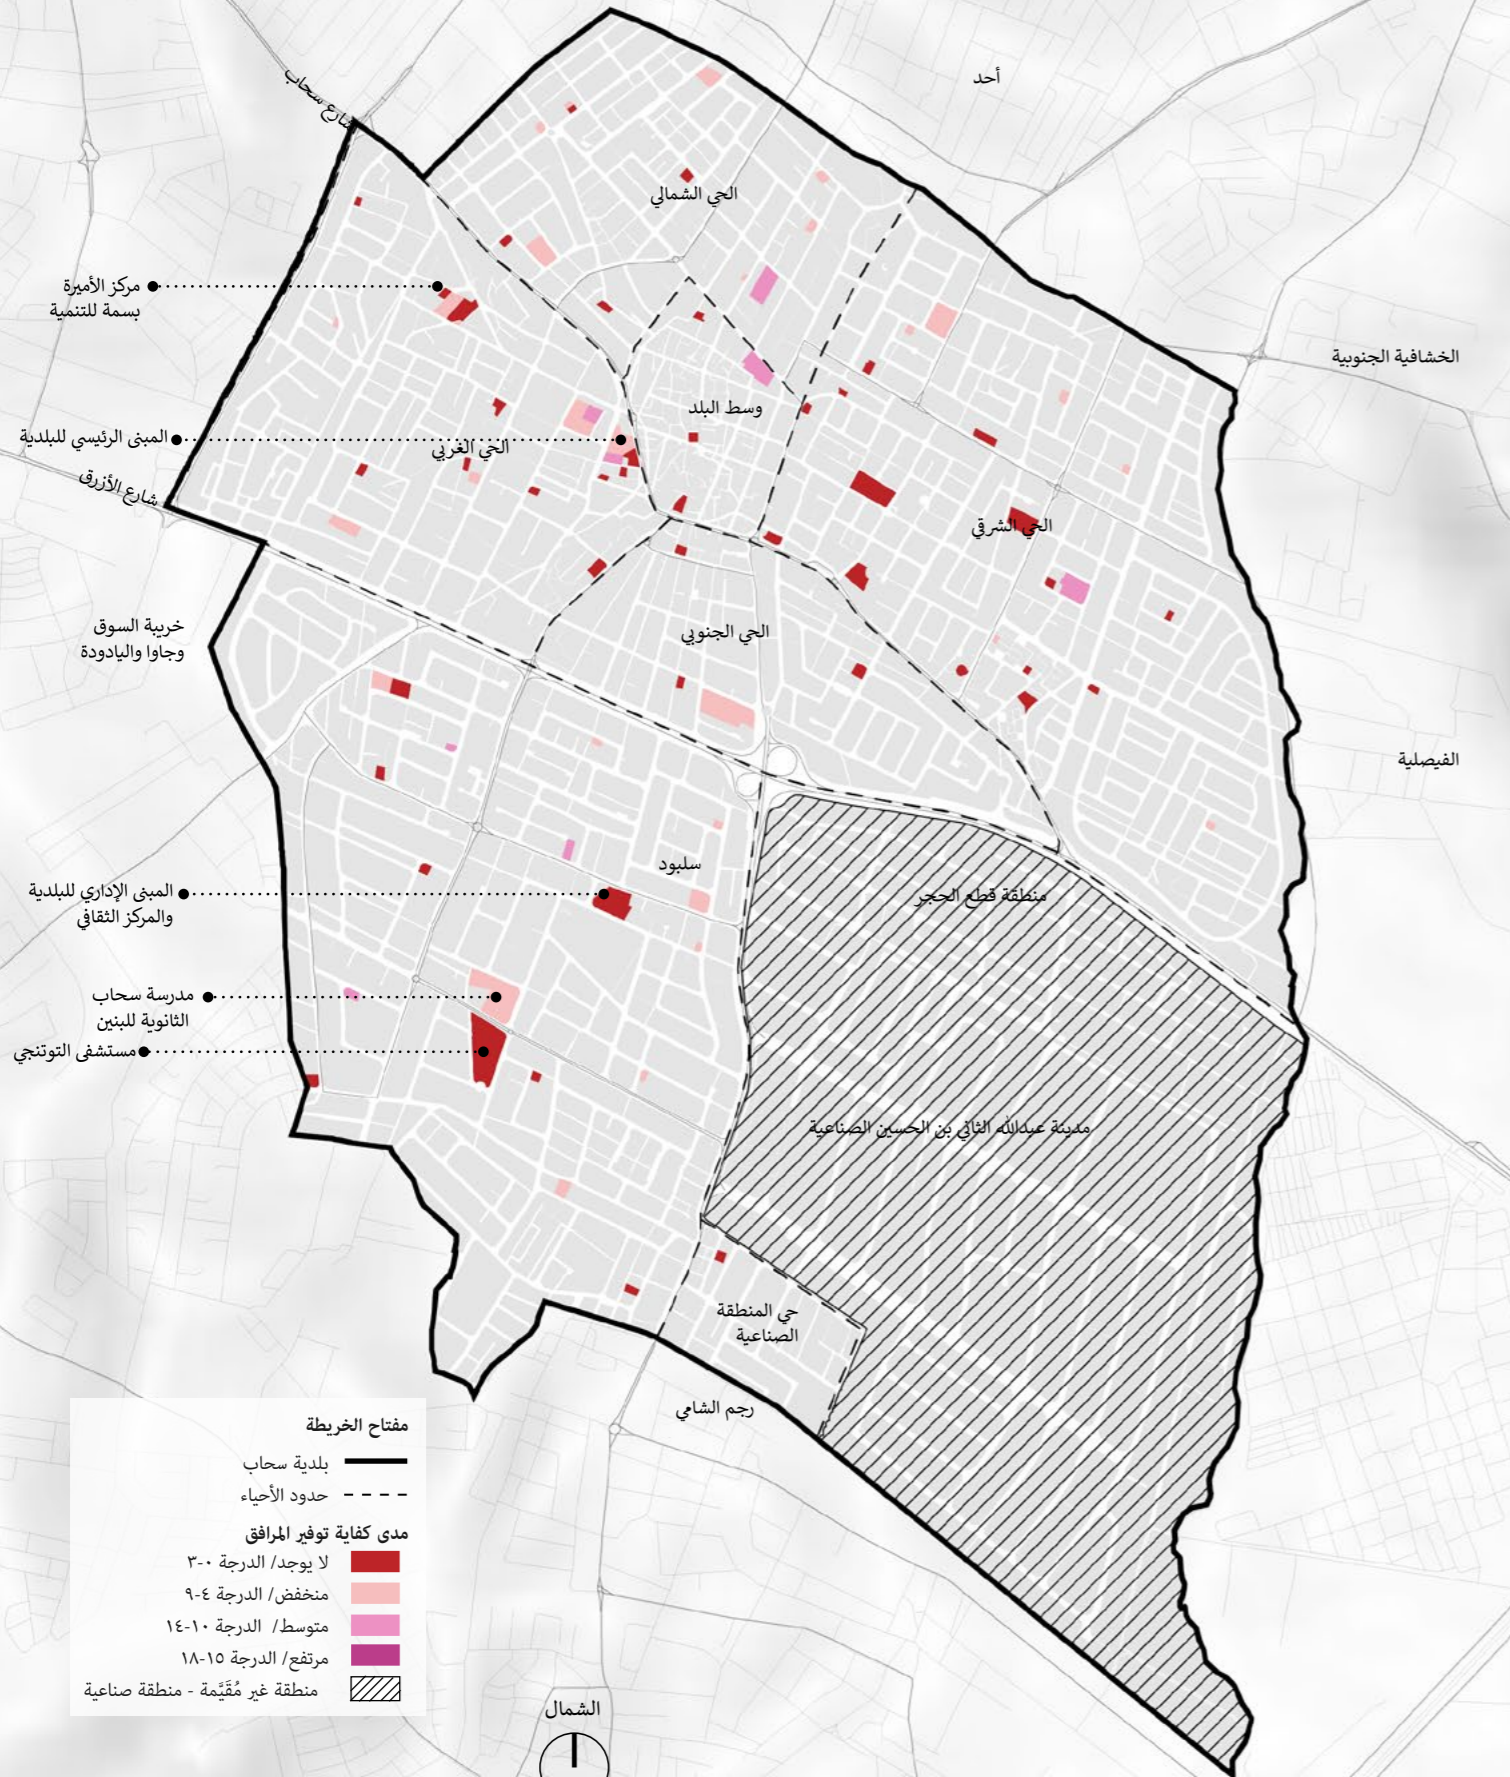 أحد
شارع سحاب
الحي الشمالي
مركز الأميرة
بسمة للتنمية
الخشافية الجنوبية
وسط البلد
المبنى الرئيسي للبلدية
الحي الغربي
شارع الأزرق
الحي الشرقي
خريبة السوق
وجاوا واليادودة
الحي الجنوبي
الفيصلية
سلبود
المبنى الإداري للبلدية
والمركز الثقافي
منطقة قطع الحجر
مدرسة سحاب
الثانوية للبنين
مستشفى التوتنجي
مدينة عبدالله الثاني بن الحسين الصناعية
حي المنطقة
الصناعية
رجم الشامي
مفتاح الخريطة
بلدية سحاب
حدود الأحياء
مدى كفاية توفير المرافق
لا يوجد/ الدرجة ٠-٣
منخفض/ الدرجة ٤-٩
متوسط/ الدرجة ١٠-١٤
مرتفع/ الدرجة ١٥-١٨
منطقة غير مُقَيَّمة - منطقة صناعية
الشمال